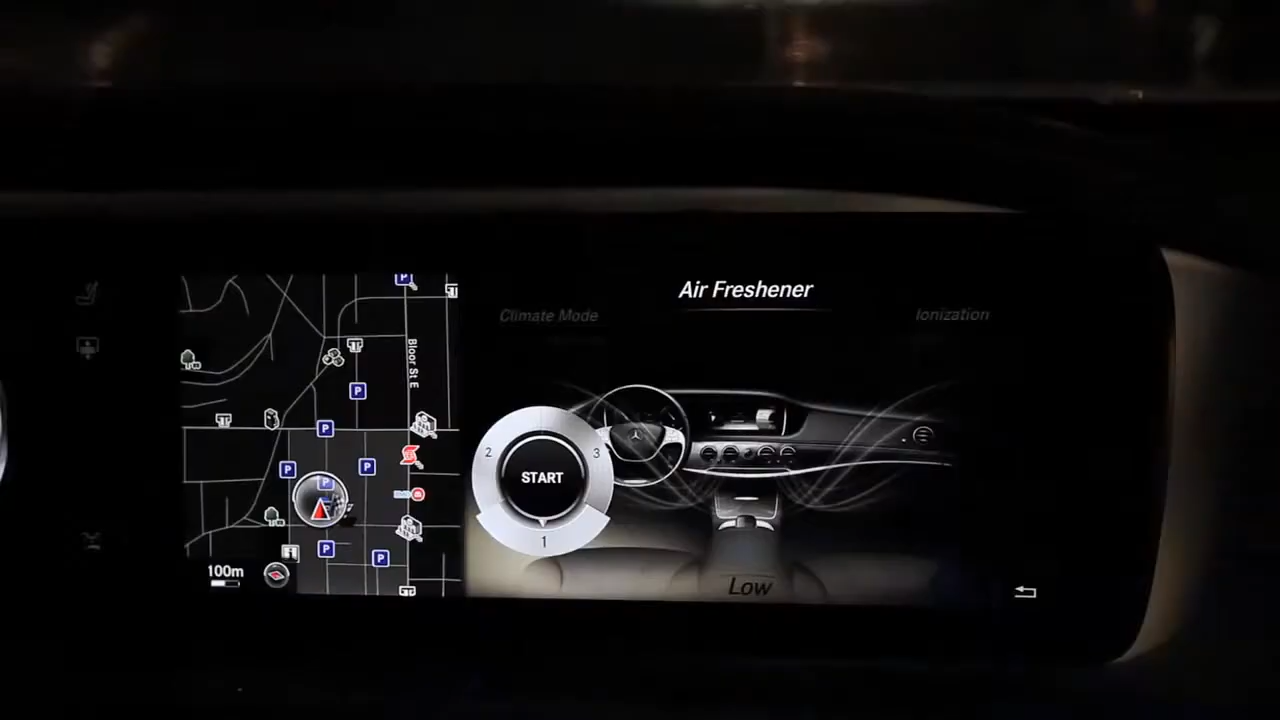 Air Freshener
Climate Mode
Ionization
Bloor St E
P
P
P
P
P
P
P
P
2
3
START
1
100m
i
Low